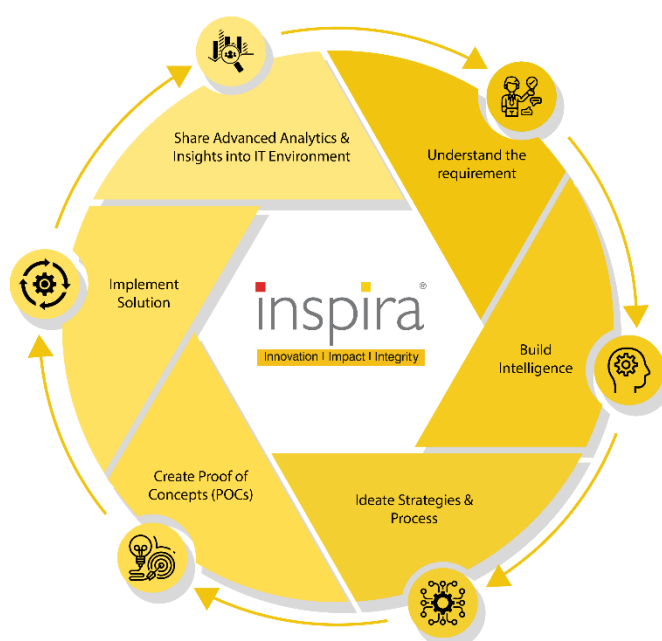 Share Advanced Analytics &
Insights into IT Environment
Understand the
requirement
Implement
Solution
inspira®
Innovation I Impact I Integrity
Build
Intelligence
Create Proof of
Concepts (POCs)
Ideate Strategies &
Process